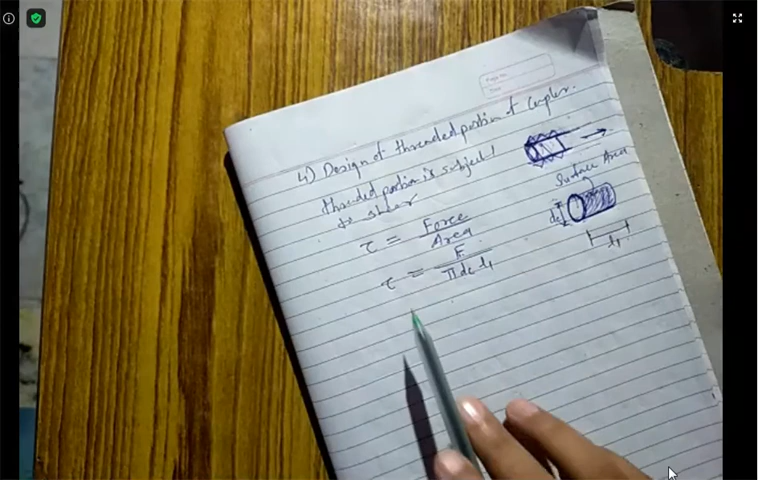 4) Design of threaded portion of Coupler.
threaded portion is subject
to shear
τ = Force / Area
τ = F / πdc l1
Surface Area
dc
l1